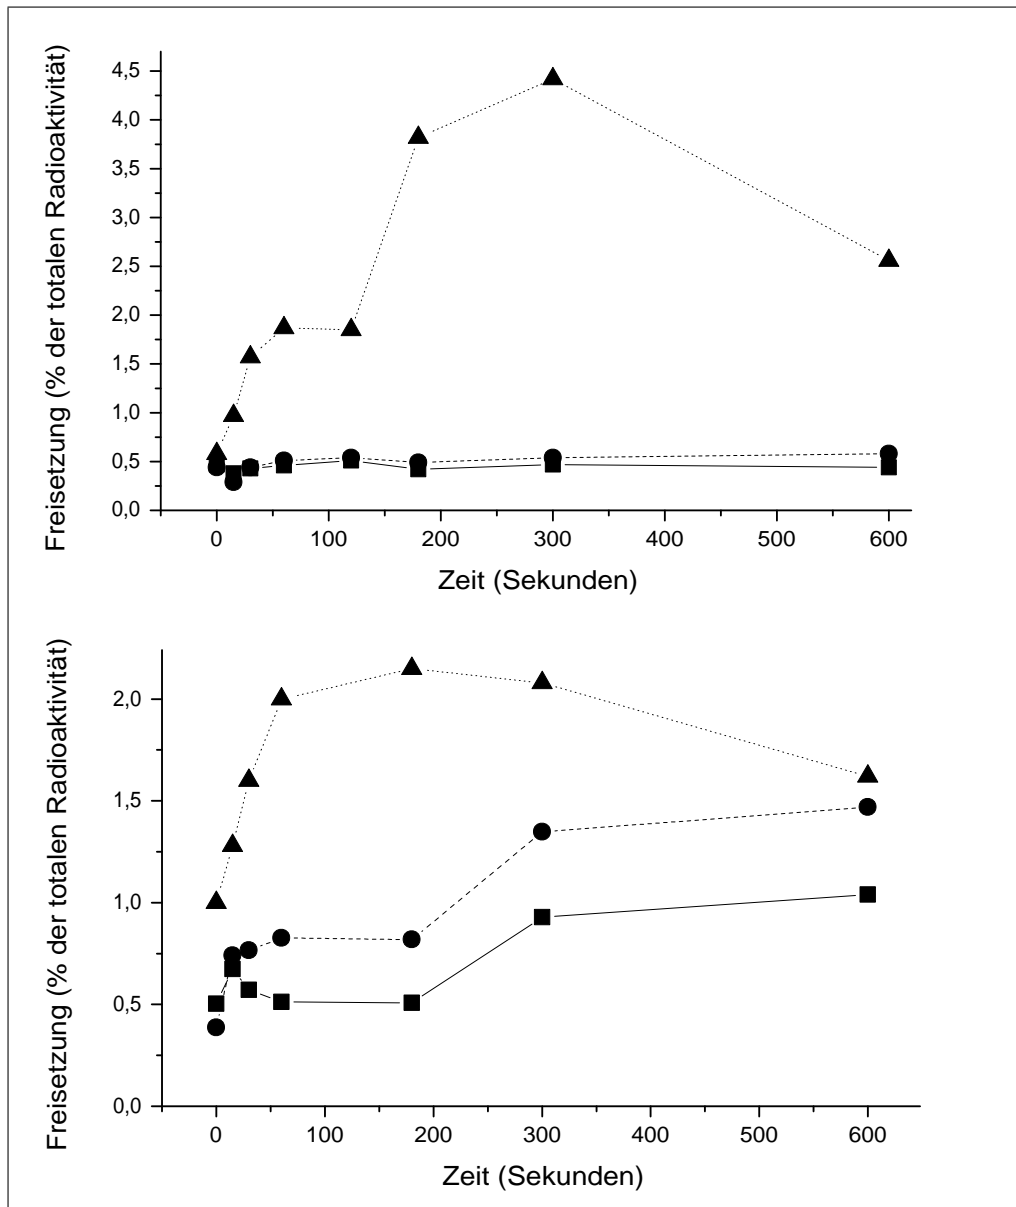 Freisetzung (% der totalen Radioaktivität)
4,5
4,0
3,5
3,0
2,5
2,0
1,5
1,0
0,5
0,0
0 100 200 300 400 500 600
Zeit (Sekunden)
Freisetzung (% der totalen Radioaktivität)
2,0
1,5
1,0
0,5
0,0
0 100 200 300 400 500 600
Zeit (Sekunden)